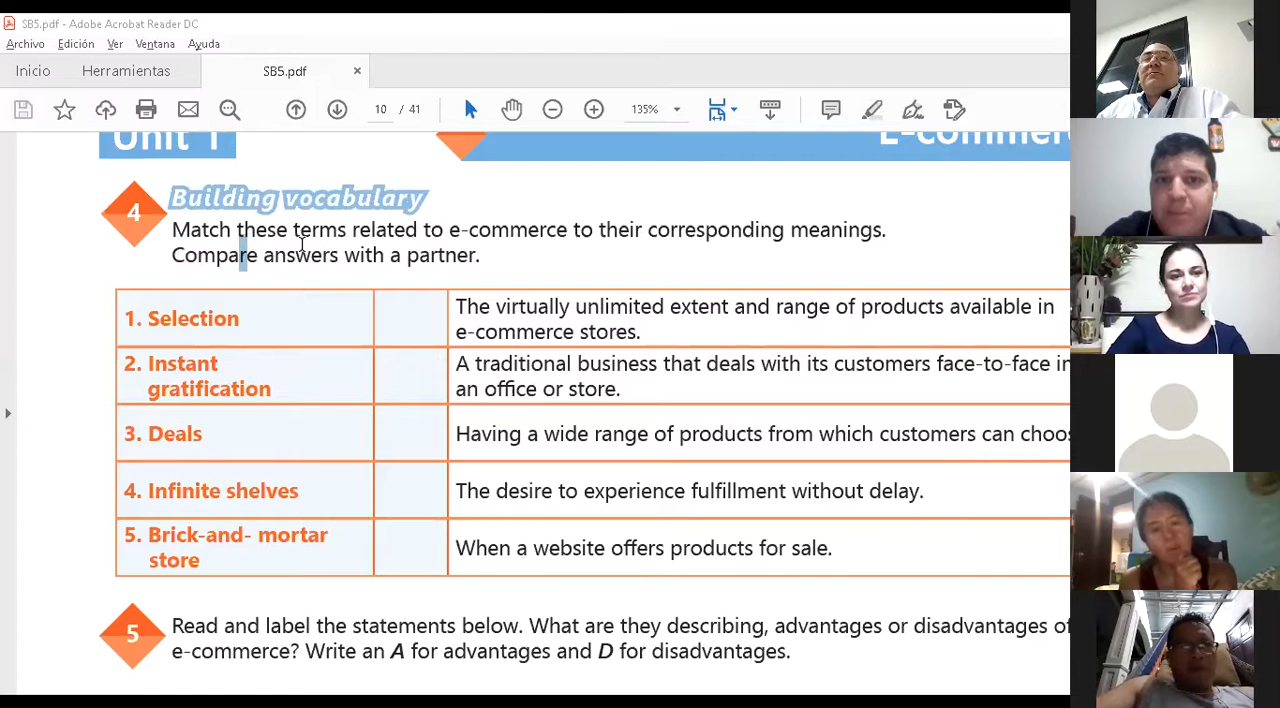 SB5.pdf - Adobe Acrobat Reader DC
Archivo Edición Ver Ventana Ayuda
Inicio Herramientas SB5.pdf ×
10 / 41 135%
Unit 1 E-commerc
4 Building vocabulary
Match these terms related to e-commerce to their corresponding meanings.
Compare answers with a partner.
1. Selection
The virtually unlimited extent and range of products available in
e-commerce stores.
2. Instant
gratification
A traditional business that deals with its customers face-to-face in
an office or store.
3. Deals
Having a wide range of products from which customers can choos
4. Infinite shelves
The desire to experience fulfillment without delay.
5. Brick-and- mortar
store
When a website offers products for sale.
5 Read and label the statements below. What are they describing, advantages or disadvantages of
e-commerce? Write an A for advantages and D for disadvantages.